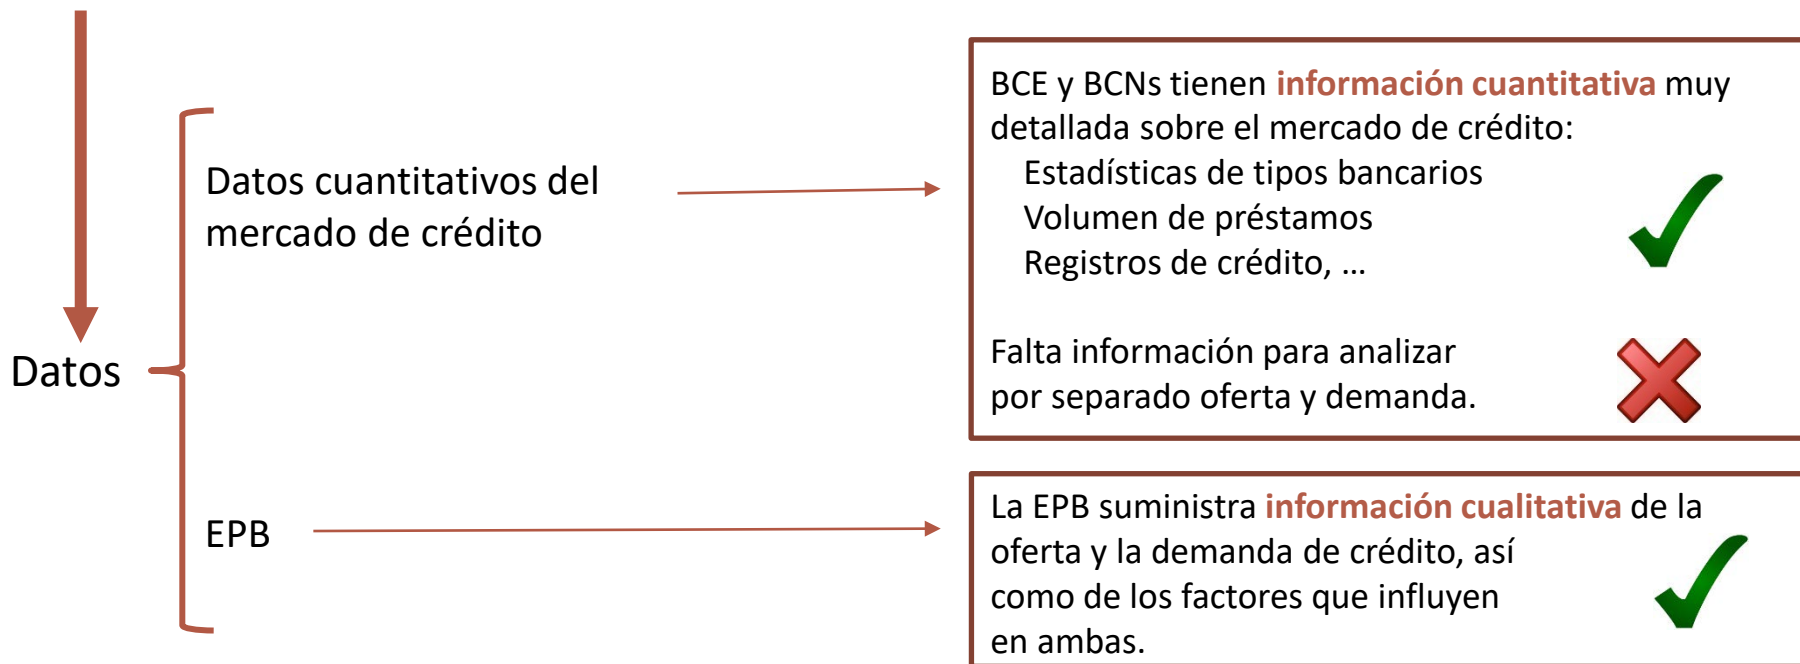 Datos
Datos cuantitativos del
mercado de crédito
BCE y BCNs tienen información cuantitativa muy
detallada sobre el mercado de crédito:
Estadísticas de tipos bancarios
Volumen de préstamos
Registros de crédito, ...
Falta información para analizar
por separado oferta y demanda.
EPB
La EPB suministra información cualitativa de la
oferta y la demanda de crédito, así
como de los factores que influyen
en ambas.